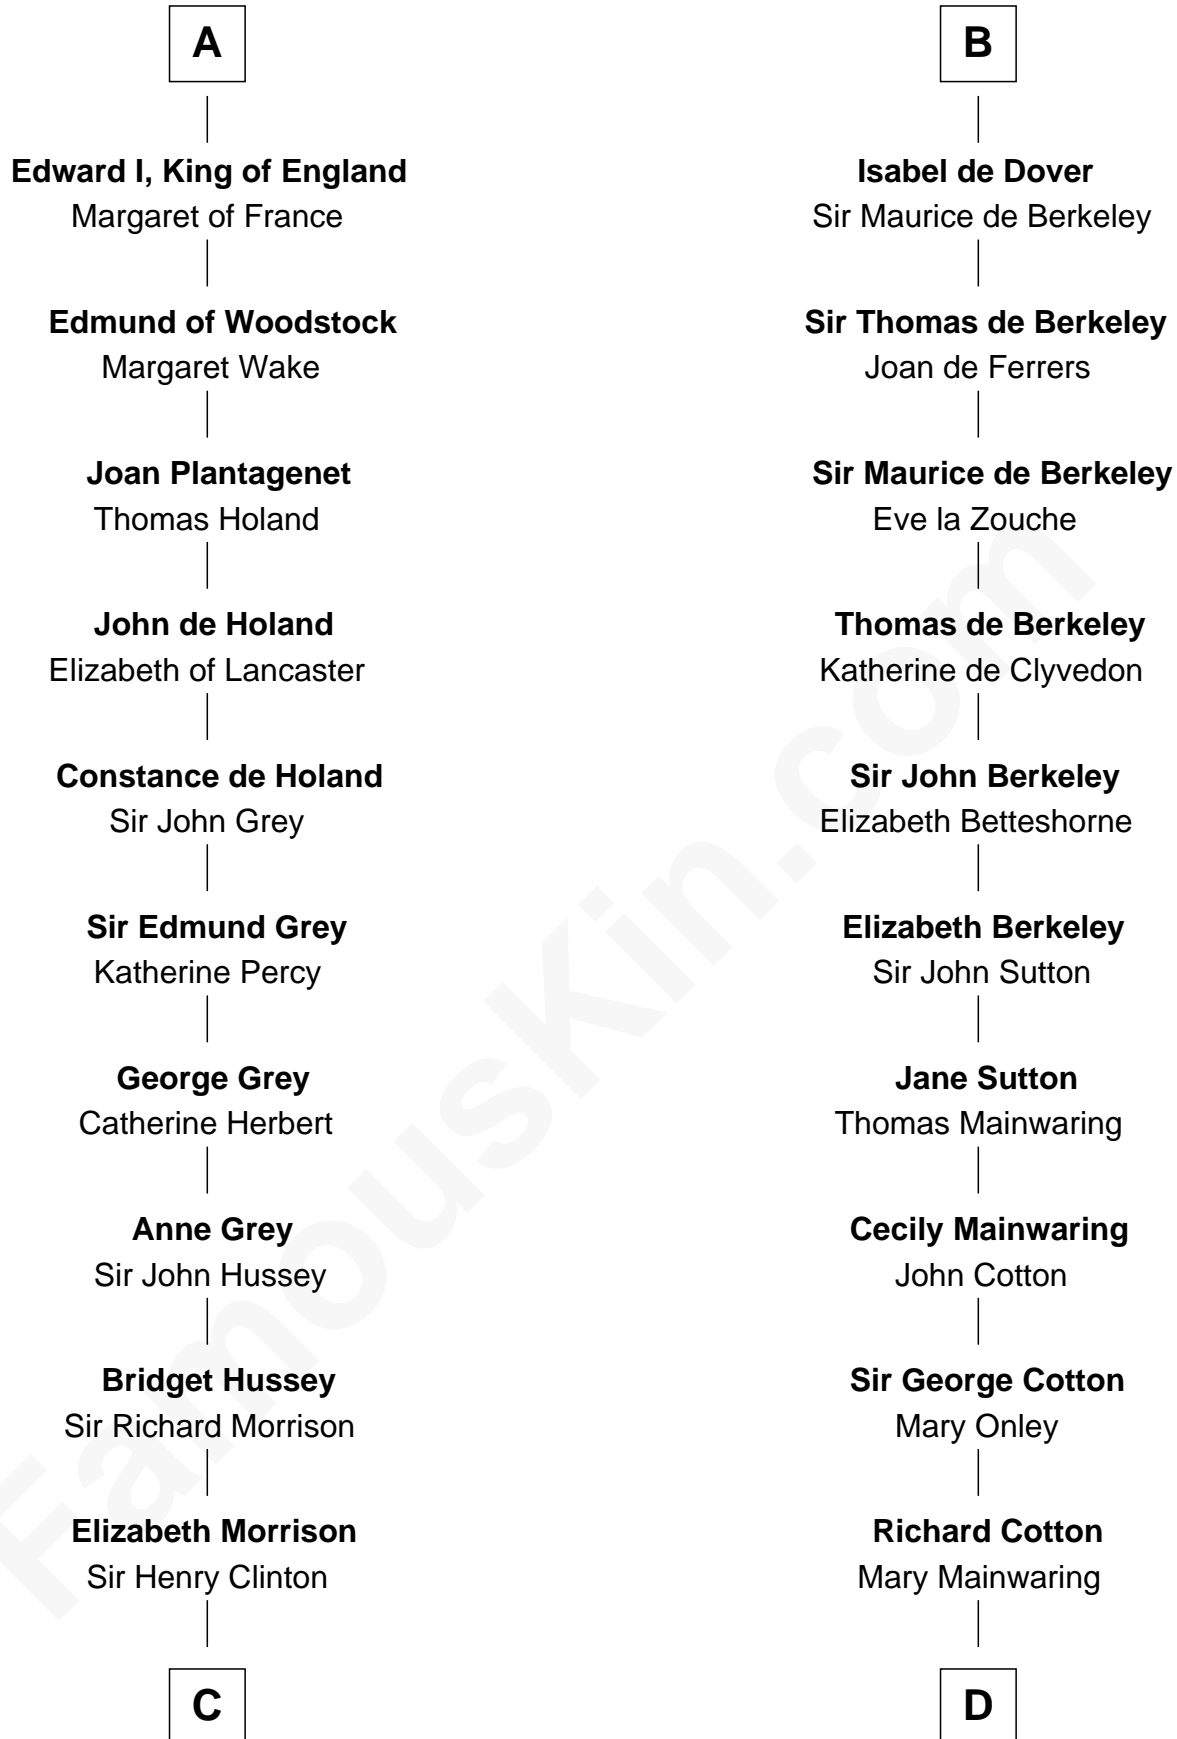 A
Edward I, King of England
Margaret of France
Edmund of Woodstock
Margaret Wake
Joan Plantagenet
Thomas Holand
John de Holand
Elizabeth of Lancaster
Constance de Holand
Sir John Grey
Sir Edmund Grey
Katherine Percy
George Grey
Catherine Herbert
Anne Grey
Sir John Hussey
Bridget Hussey
Sir Richard Morrison
Elizabeth Morrison
Sir Henry Clinton
C
B
Isabel de Dover
Sir Maurice de Berkeley
Sir Thomas de Berkeley
Joan de Ferrers
Sir Maurice de Berkeley
Eve la Zouche
Thomas de Berkeley
Katherine de Clyvedon
Sir John Berkeley
Elizabeth Betteshorne
Elizabeth Berkeley
Sir John Sutton
Jane Sutton
Thomas Mainwaring
Cecily Mainwaring
John Cotton
Sir George Cotton
Mary Onley
Richard Cotton
Mary Mainwaring
D
FamousKin.com